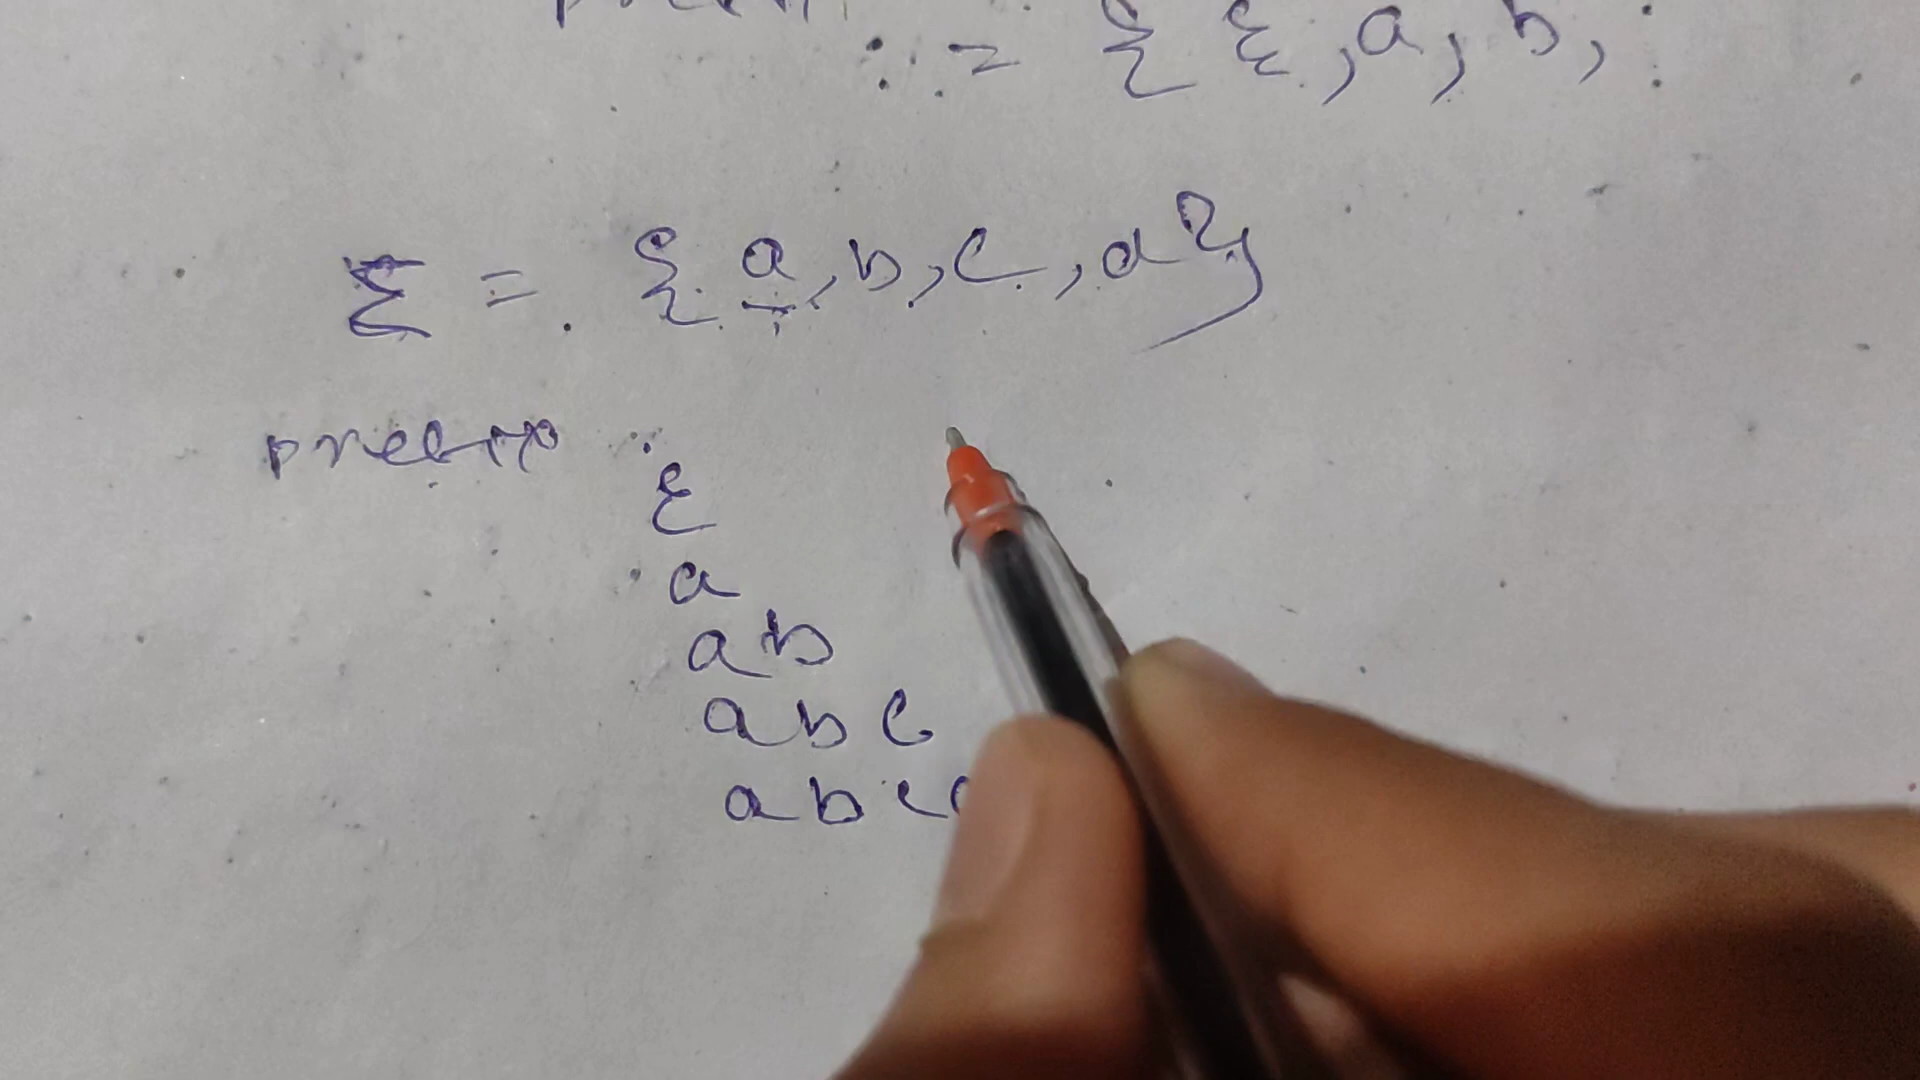 = { ε, a, b,
Σ = { a, b, c, d }
prefix :
ε
a
ab
abc
abc